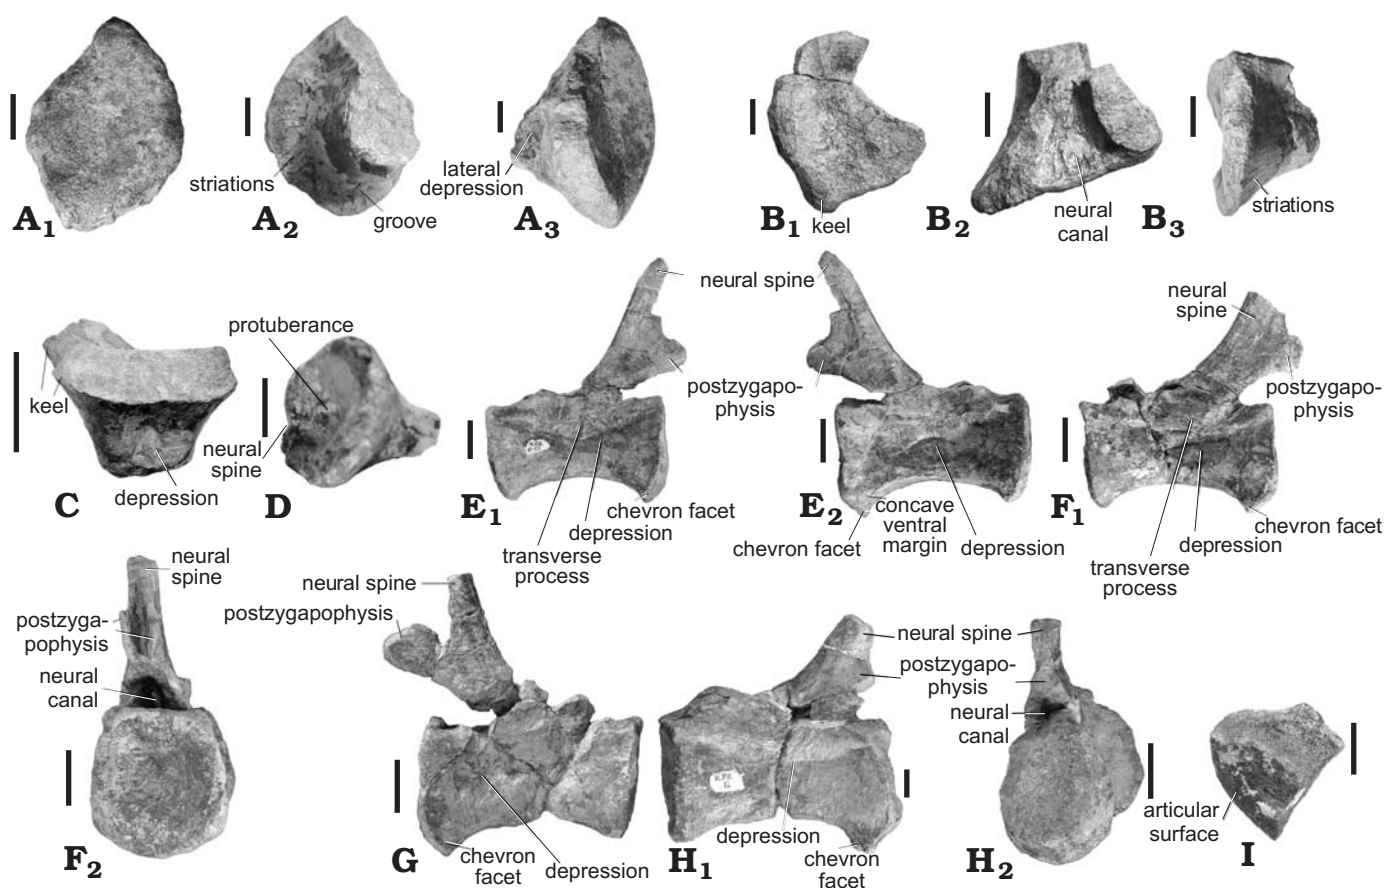 striations
groove
A2
A1
lateral
depression
A3
keel
B1
neural
canal
B2
striations
B3
keel
depression
C
protuberance
neural
spine
D
neural spine
postzygapo-
physis
E1
chevron facet
depression
transverse
process
E2
concave
ventral
margin
chevron facet
depression
neural
spine
postzygapo-
physis
F1
chevron facet
depression
transverse
process
neural
spine
postzyga-
pophysis
neural
canal
F2
neural spine
postzygapophysis
G
chevron
facet
depression
neural spine
postzygapo-
physis
neural
canal
H1
depression
chevron
facet
H2
articular
surface
I